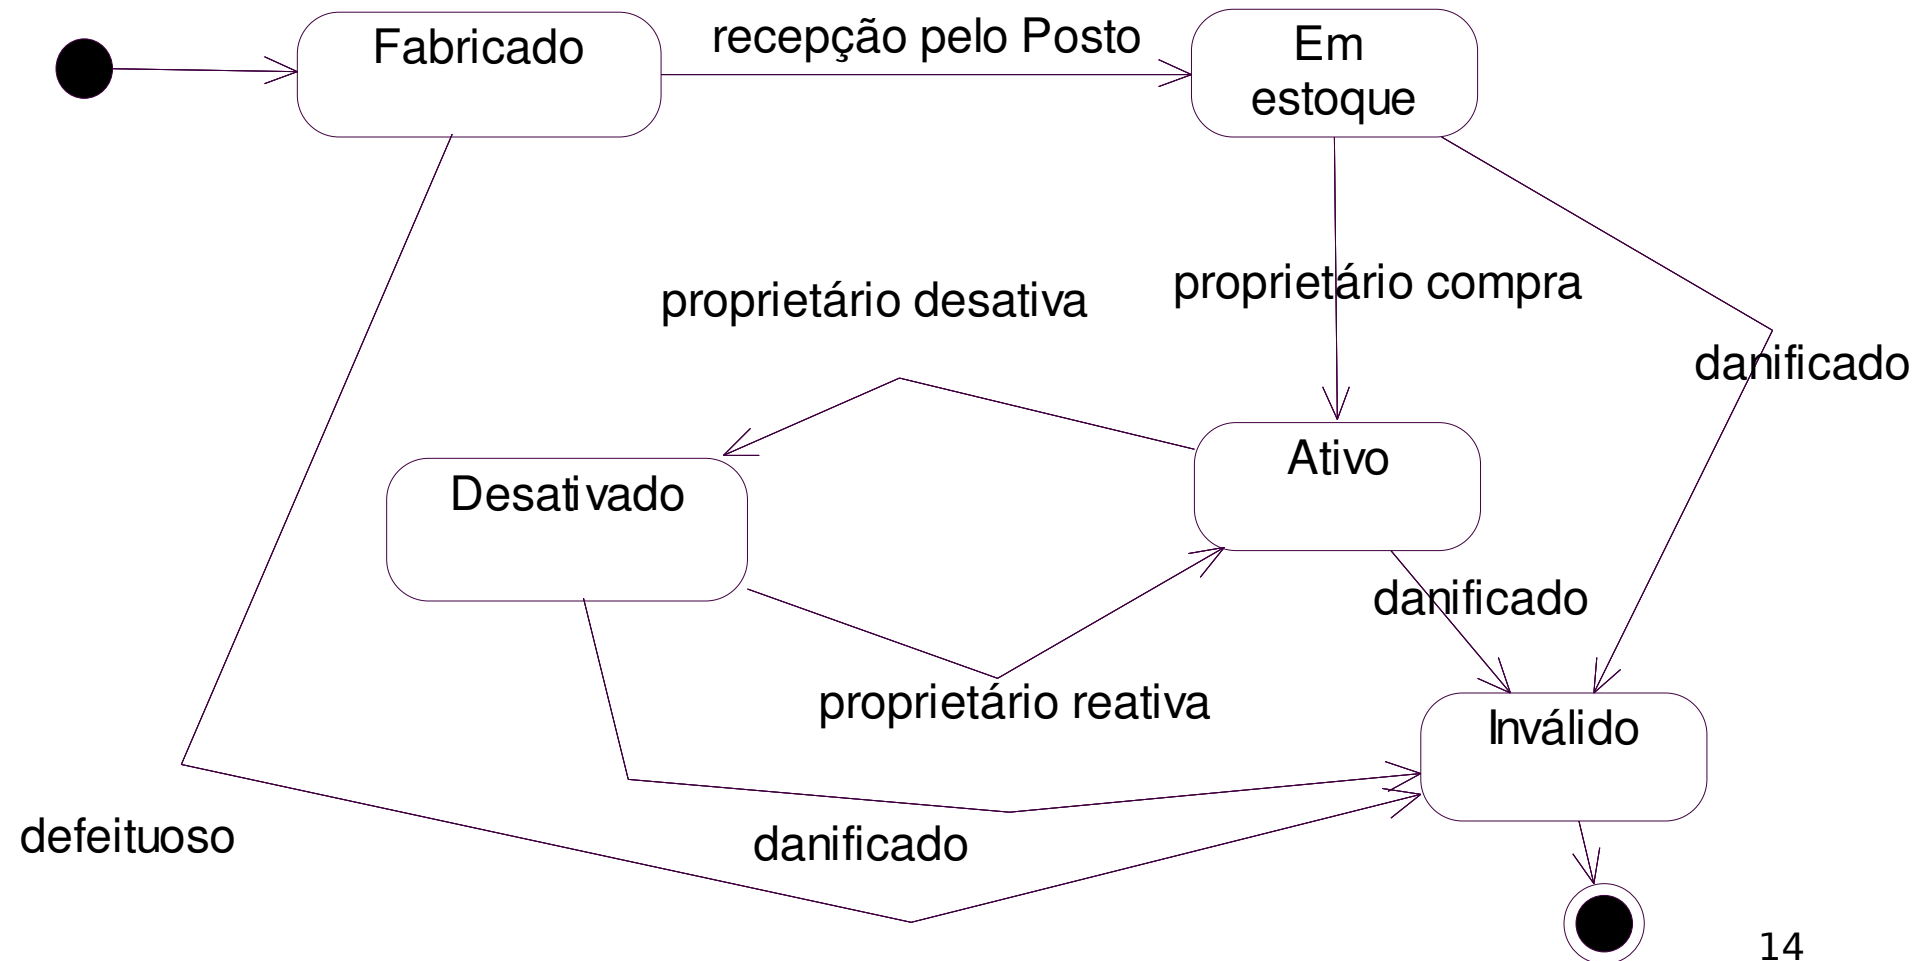 Fabricado
recepção pelo Posto
Em
estoque
proprietário desativa
proprietário compra
danificado
Ativo
Desativado
danificado
proprietário reativa
Inválido
defeituoso
danificado
14